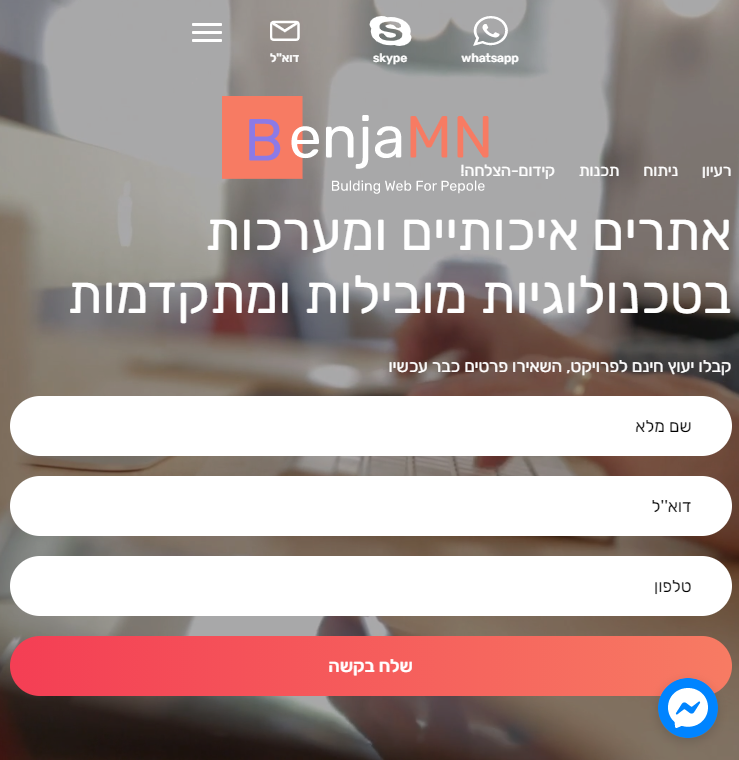 דוא"ל
skype
whatsapp
BenjaMN
Bulding Web For Pepole
רעיון ניתוח תכנות קידום-הצלחה!
אתרים איכותיים ומערכות
בטכנולוגיות מובילות ומתקדמות
קבלו יעוץ חינם לפרויקט, השאירו פרטים כבר עכשיו
שם מלא
דוא''ל
טלפון
שלח בקשה